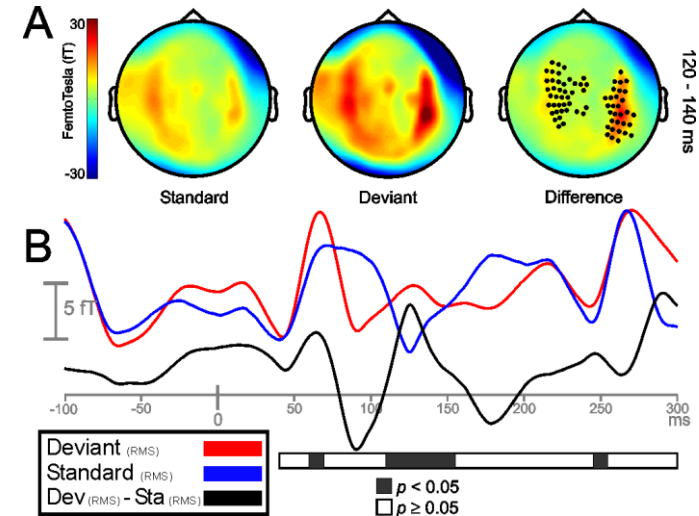 A
30
FemtoTesla (fT)
-30
Standard
Deviant
Difference
120 - 140 ms
B
5 fT
-100
-50
0
50
100
150
200
250
300
ms
Deviant (RMS)
Standard (RMS)
Dev(RMS) - Sta(RMS)
p < 0.05
p ≥ 0.05